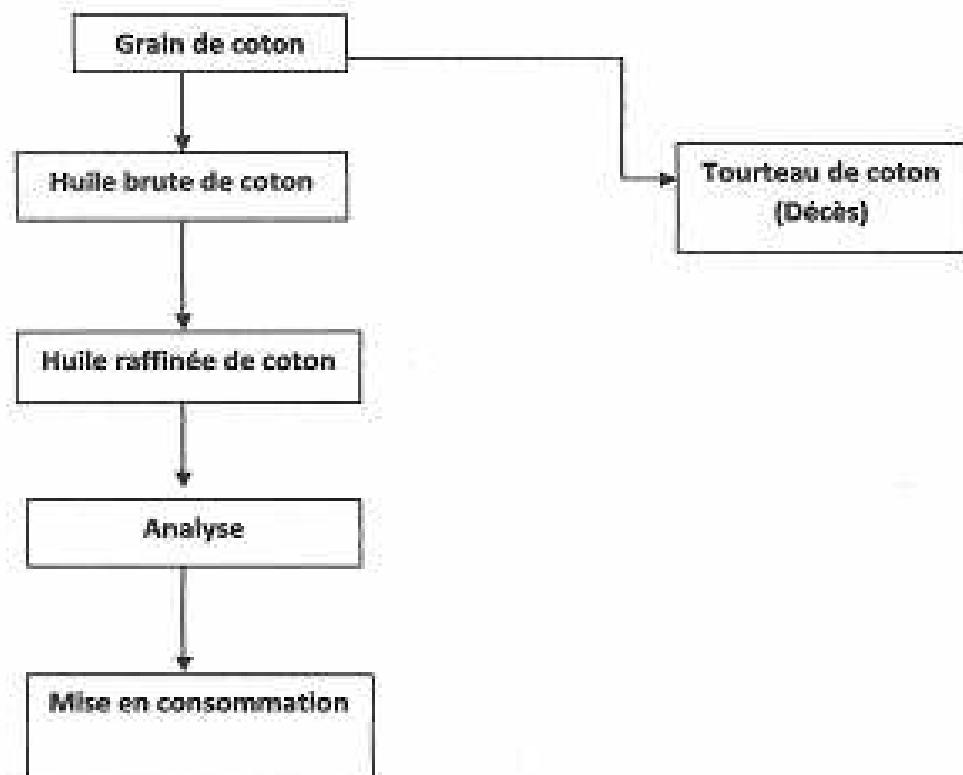 Grain de coton
Huile brute de coton
Tourteau de coton
(Décès)
Huile raffinée de coton
Analyse
Mise en consommation